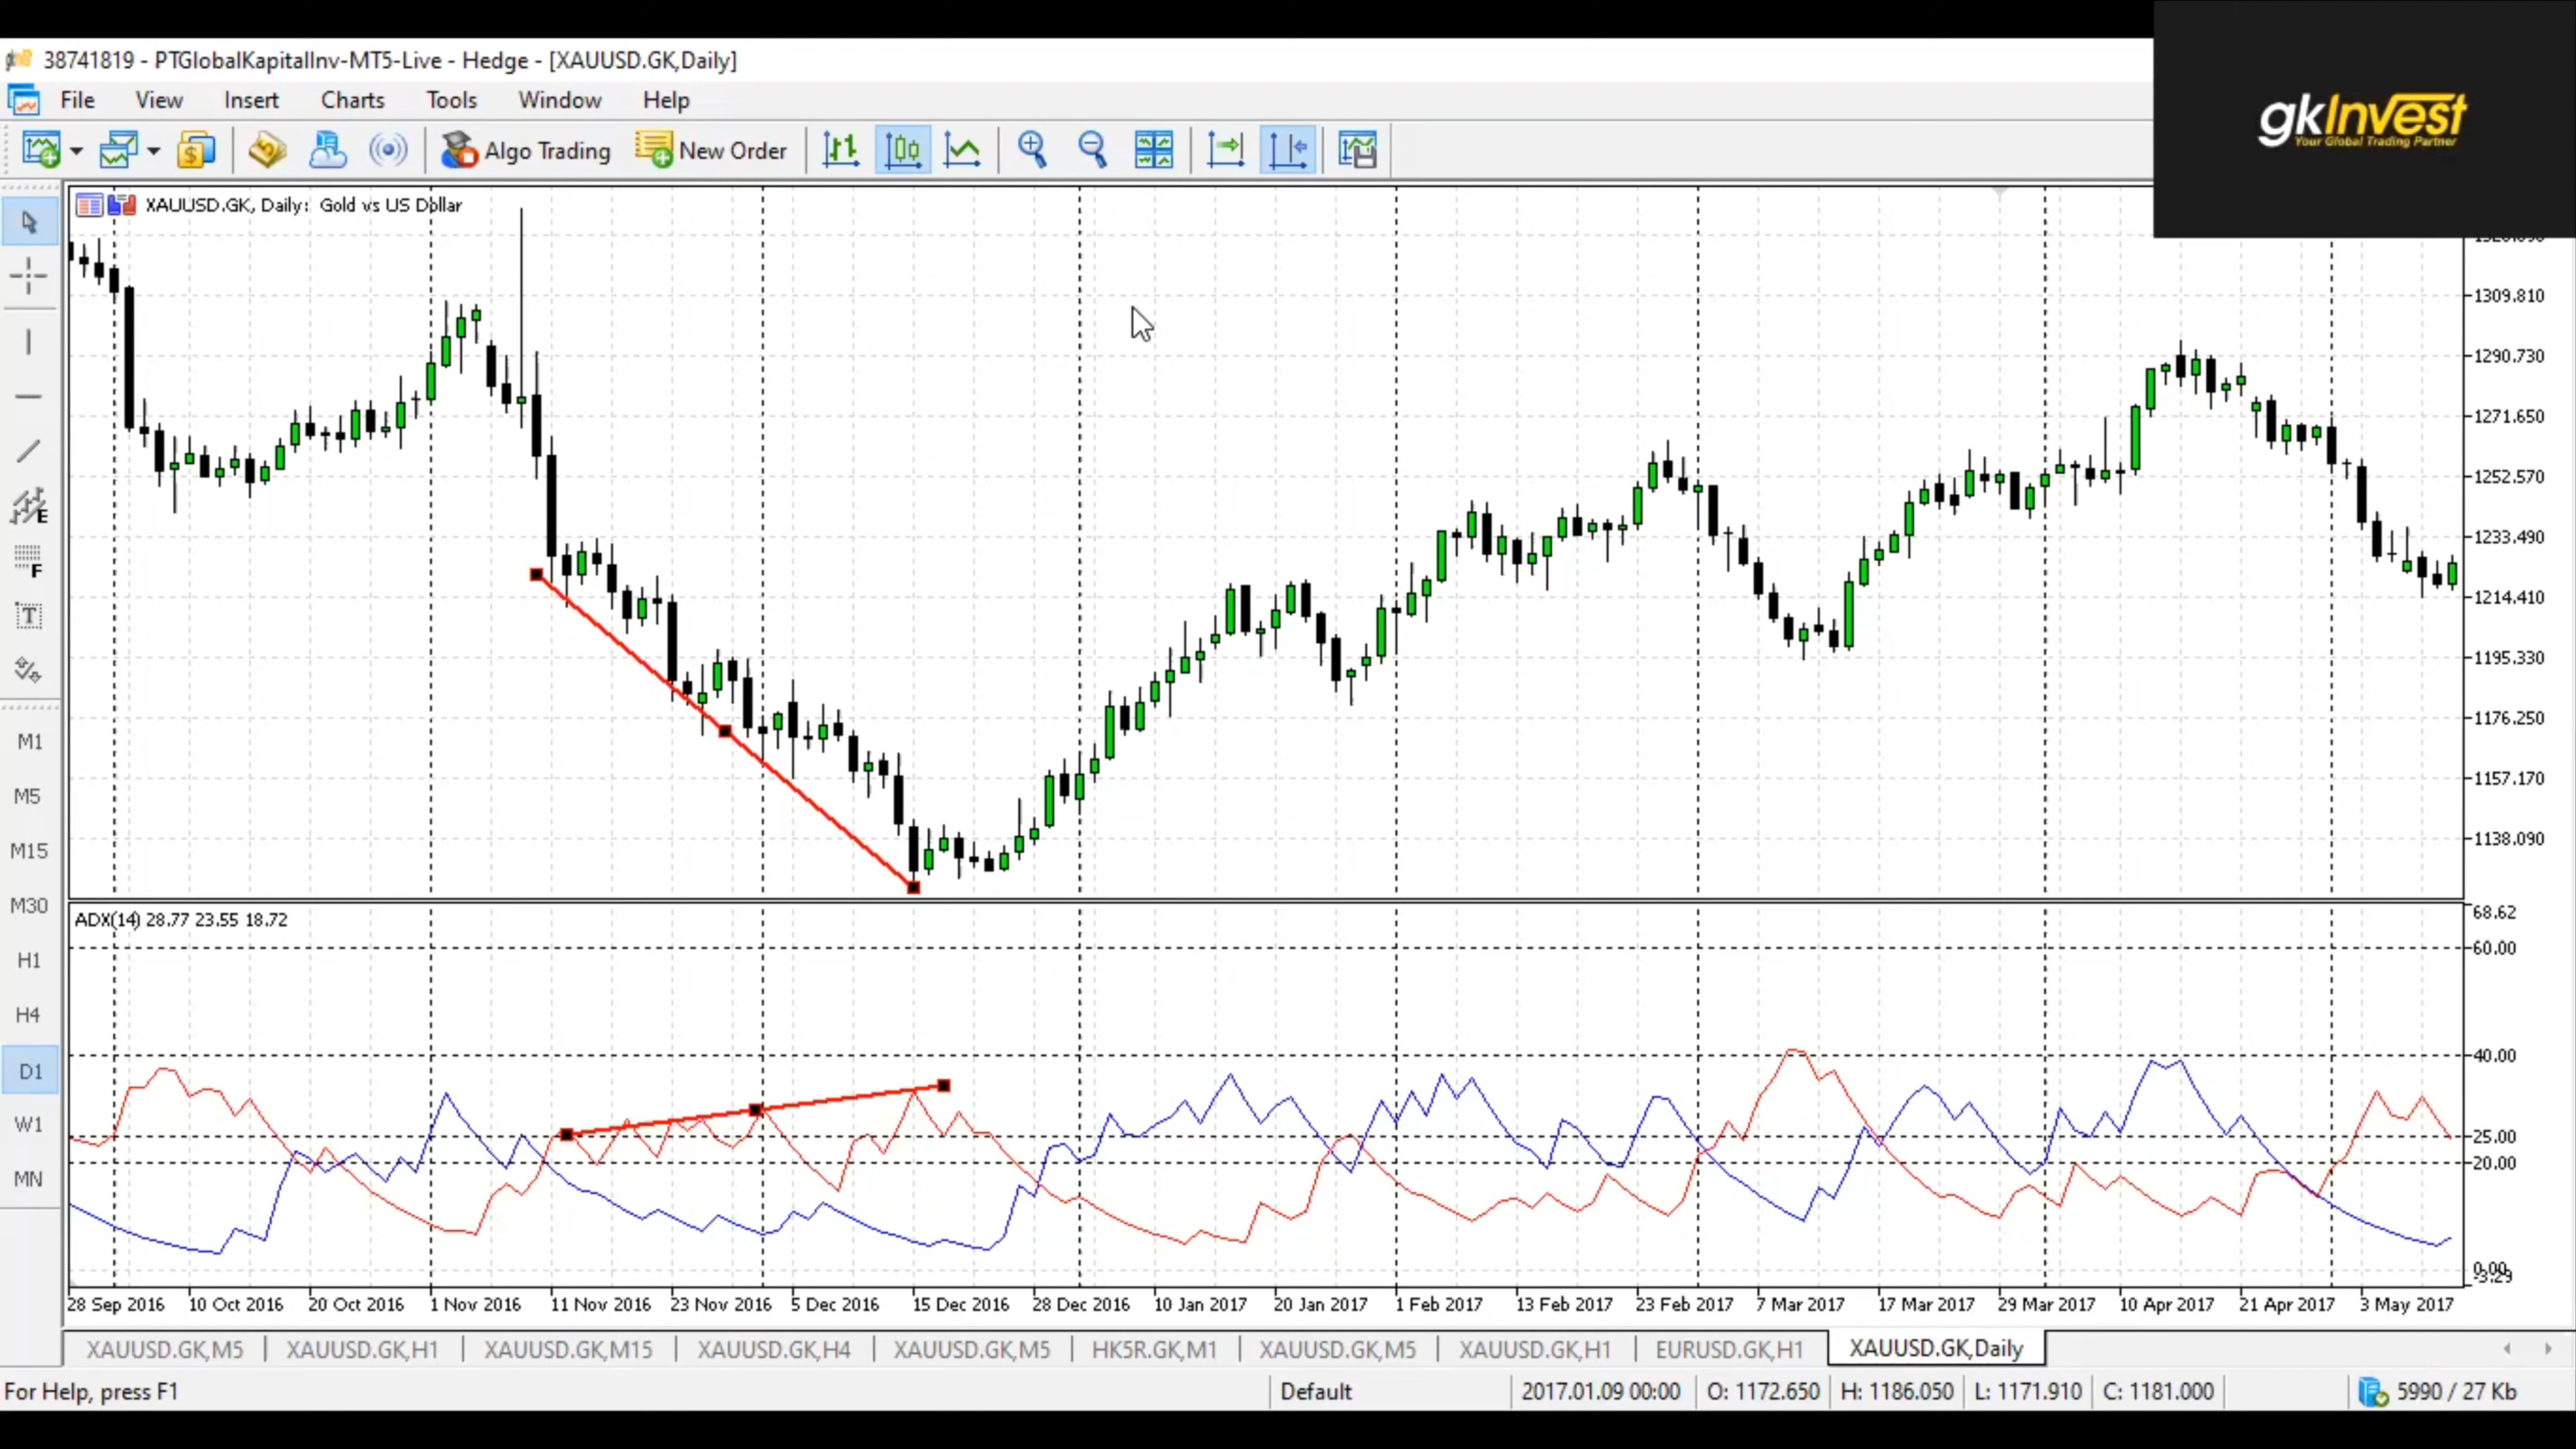 38741819 - PTGlobalKapitalInv-MT5-Live - Hedge - [XAUUSD.GK,Daily]
gkInvest
Your Global Trading Partner
File View Insert Charts Tools Window Help
Algo Trading New Order
XAUUSD.GK, Daily: Gold vs US Dollar
1309.810
1290.730
1271.650
1252.570
1233.490
1214.410
1195.330
1176.250
1157.170
1138.090
E
F
T
M1
M5
M15
M30
H1
H4
D1
W1
MN
ADX(14) 28.77 23.55 18.72
68.62
60.00
40.00
25.00
20.00
0.00
-3.29
28 Sep 2016 10 Oct 2016 20 Oct 2016 1 Nov 2016 11 Nov 2016 23 Nov 2016 5 Dec 2016 15 Dec 2016 28 Dec 2016 10 Jan 2017 20 Jan 2017 1 Feb 2017 13 Feb 2017 23 Feb 2017 7 Mar 2017 17 Mar 2017 29 Mar 2017 10 Apr 2017 21 Apr 2017 3 May 2017
XAUUSD.GK,M5 XAUUSD.GK,H1 XAUUSD.GK,M15 XAUUSD.GK,H4 XAUUSD.GK,M5 HK5R.GK,M1 XAUUSD.GK,M5 XAUUSD.GK,H1 EURUSD.GK,H1 XAUUSD.GK,Daily
For Help, press F1 Default 2017.01.09 00:00 O: 1172.650 H: 1186.050 L: 1171.910 C: 1181.000 5990 / 27 Kb